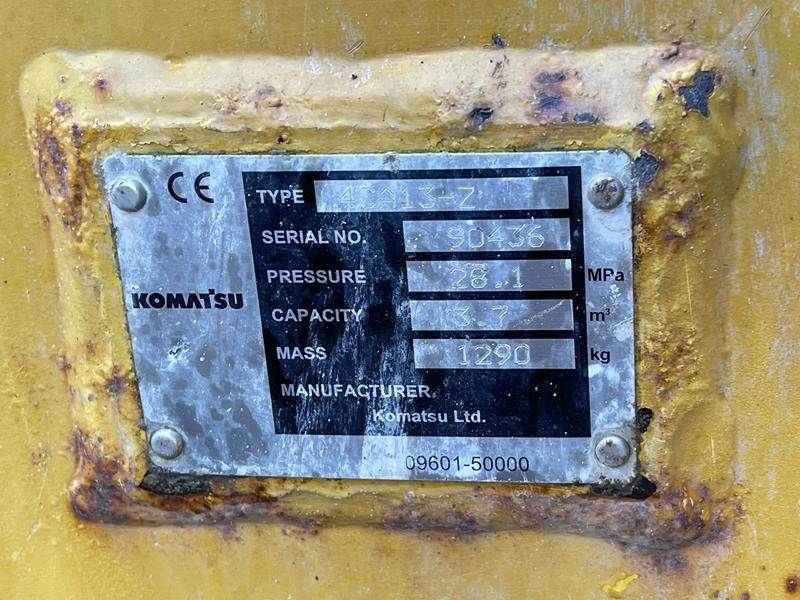 CE
TYPE
SERIAL NO. 90436
PRESSURE 28.1 MPa
KOMATSU
CAPACITY 3.7 m³
MASS 1290 kg
MANUFACTURER
Komatsu Ltd.
09601-50000